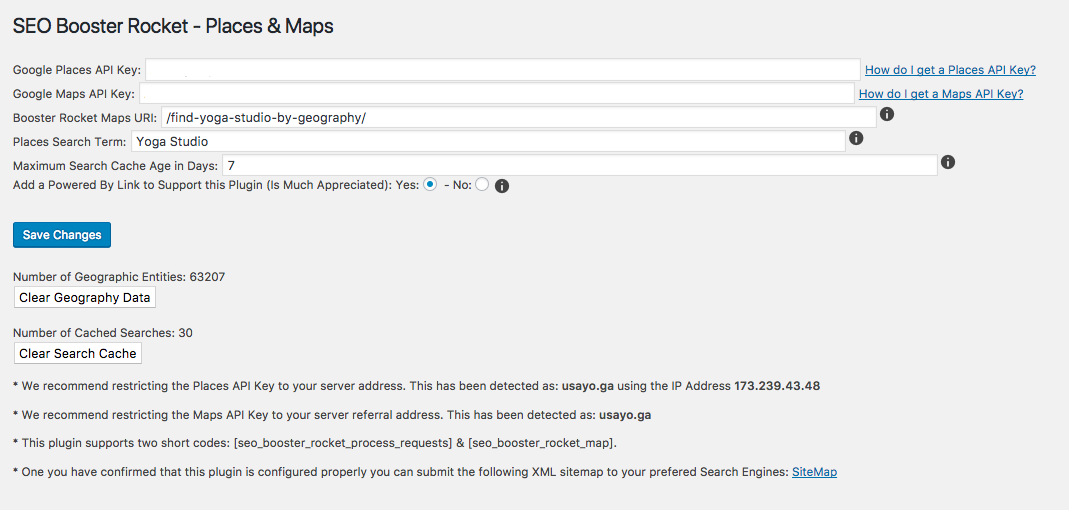 SEO Booster Rocket - Places & Maps
Google Places API Key: How do I get a Places API Key?
Google Maps API Key: How do I get a Maps API Key?
Booster Rocket Maps URI: /find-yoga-studio-by-geography/
Places Search Term: Yoga Studio
Maximum Search Cache Age in Days: 7
Add a Powered By Link to Support this Plugin (Is Much Appreciated): Yes: - No:
Save Changes
Number of Geographic Entities: 63207
Clear Geography Data
Number of Cached Searches: 30
Clear Search Cache
* We recommend restricting the Places API Key to your server address. This has been detected as: usayo.ga using the IP Address 173.239.43.48
* We recommend restricting the Maps API Key to your server referral address. This has been detected as: usayo.ga
* This plugin supports two short codes: [seo_booster_rocket_process_requests] & [seo_booster_rocket_map].
* One you have confirmed that this plugin is configured properly you can submit the following XML sitemap to your prefered Search Engines: SiteMap